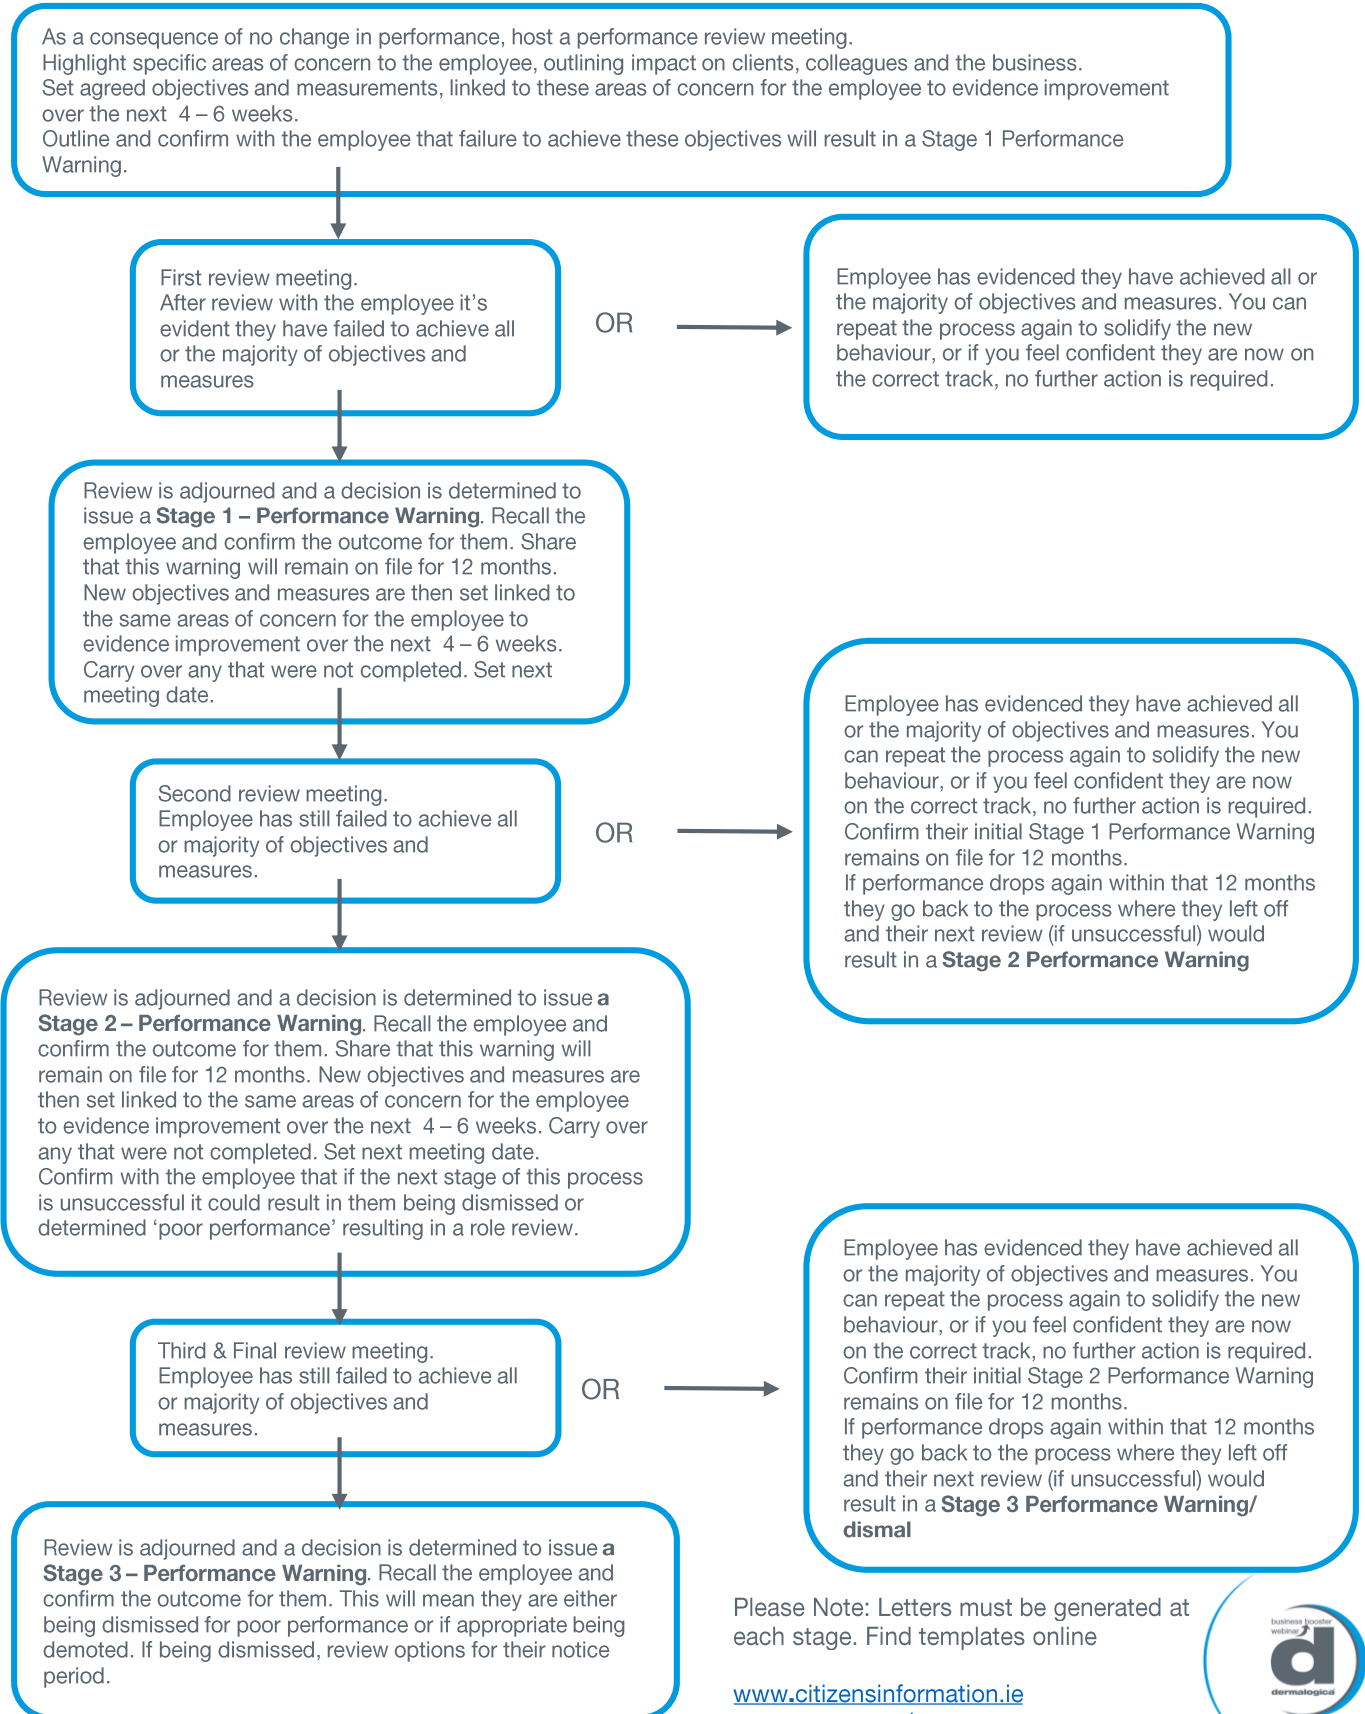 As a consequence of no change in performance, host a performance review meeting.
Highlight specific areas of concern to the employee, outlining impact on clients, colleagues and the business.
Set agreed objectives and measurements, linked to these areas of concern for the employee to evidence improvement
over the next 4 – 6 weeks.
Outline and confirm with the employee that failure to achieve these objectives will result in a Stage 1 Performance
Warning.
First review meeting.
After review with the employee it's
evident they have failed to achieve all
or the majority of objectives and
measures
OR
Employee has evidenced they have achieved all or
the majority of objectives and measures. You can
repeat the process again to solidify the new
behaviour, or if you feel confident they are now on
the correct track, no further action is required.
Review is adjourned and a decision is determined to
issue a Stage 1 – Performance Warning. Recall the
employee and confirm the outcome for them. Share
that this warning will remain on file for 12 months.
New objectives and measures are then set linked to
the same areas of concern for the employee to
evidence improvement over the next 4 – 6 weeks.
Carry over any that were not completed. Set next
meeting date.
Second review meeting.
Employee has still failed to achieve all
or majority of objectives and
measures.
OR
Employee has evidenced they have achieved all
or the majority of objectives and measures. You
can repeat the process again to solidify the new
behaviour, or if you feel confident they are now
on the correct track, no further action is required.
Confirm their initial Stage 1 Performance Warning
remains on file for 12 months.
If performance drops again within that 12 months
they go back to the process where they left off
and their next review (if unsuccessful) would
result in a Stage 2 Performance Warning
Review is adjourned and a decision is determined to issue a
Stage 2 – Performance Warning. Recall the employee and
confirm the outcome for them. Share that this warning will
remain on file for 12 months. New objectives and measures are
then set linked to the same areas of concern for the employee
to evidence improvement over the next 4 – 6 weeks. Carry over
any that were not completed. Set next meeting date.
Confirm with the employee that if the next stage of this process
is unsuccessful it could result in them being dismissed or
determined 'poor performance' resulting in a role review.
Third & Final review meeting.
Employee has still failed to achieve all
or majority of objectives and
measures.
OR
Employee has evidenced they have achieved all
or the majority of objectives and measures. You
can repeat the process again to solidify the new
behaviour, or if you feel confident they are now
on the correct track, no further action is required.
Confirm their initial Stage 2 Performance Warning
remains on file for 12 months.
If performance drops again within that 12 months
they go back to the process where they left off
and their next review (if unsuccessful) would
result in a Stage 3 Performance Warning/
dismal
Review is adjourned and a decision is determined to issue a
Stage 3 – Performance Warning. Recall the employee and
confirm the outcome for them. This will mean they are either
being dismissed for poor performance or if appropriate being
demoted. If being dismissed, review options for their notice
period.
Please Note: Letters must be generated at
each stage. Find templates online
www.citizensinformation.ie
business booster
webinar
d
dermalogica